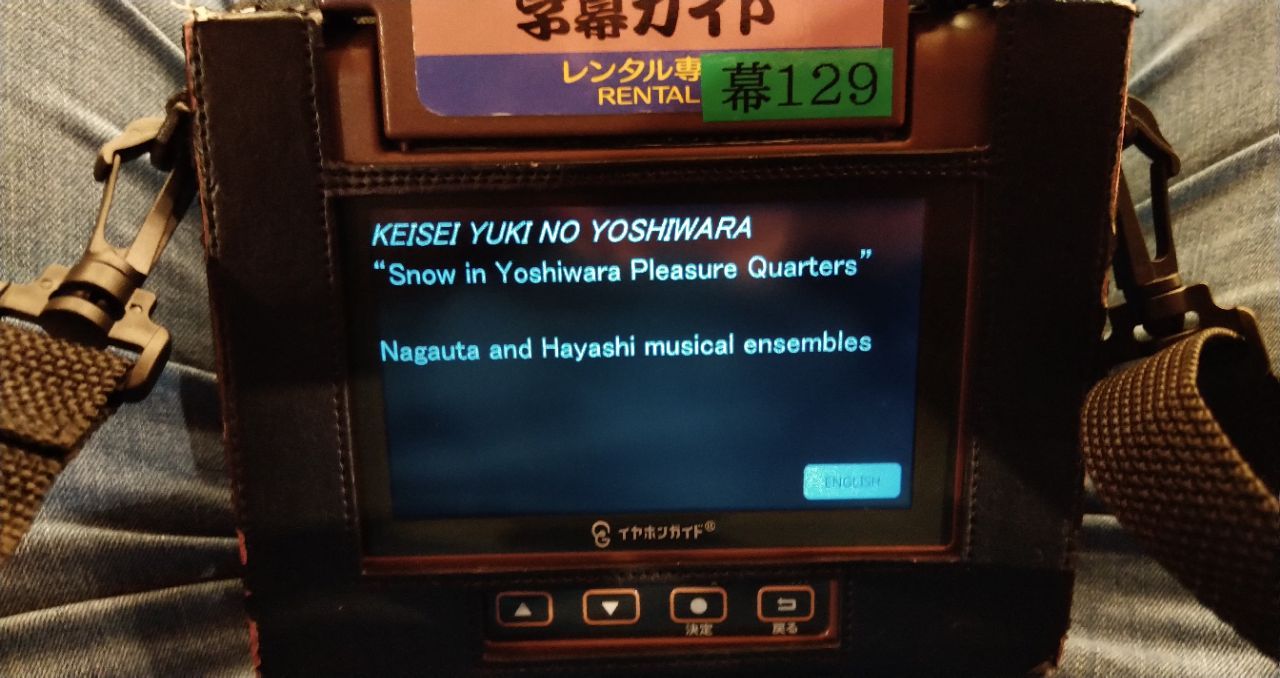 字幕ガイド
レンタル専
RENTAL
幕129
KEISEI YUKI NO YOSHIWARA
“Snow in Yoshiwara Pleasure Quarters”
Nagauta and Hayashi musical ensembles
ENGLISH
イヤホンガイド®
決定
戻る